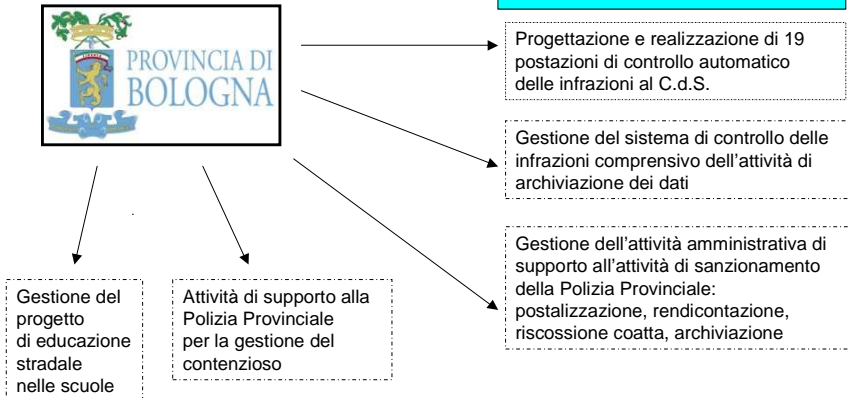 PROVINCIA DI
BOLOGNA
Progettazione e realizzazione di 19
postazioni di controllo automatico
delle infrazioni al C.d.S.
Gestione del sistema di controllo delle
infrazioni comprensivo dell'attività di
archiviazione dei dati
Gestione dell'attività amministrativa di
supporto all'attività di sanzionamento
della Polizia Provinciale:
postalizzazione, rendicontazione,
riscossione coatta, archiviazione
Gestione del
progetto
di educazione
stradale
nelle scuole
Attività di supporto alla
Polizia Provinciale
per la gestione del
contenzioso